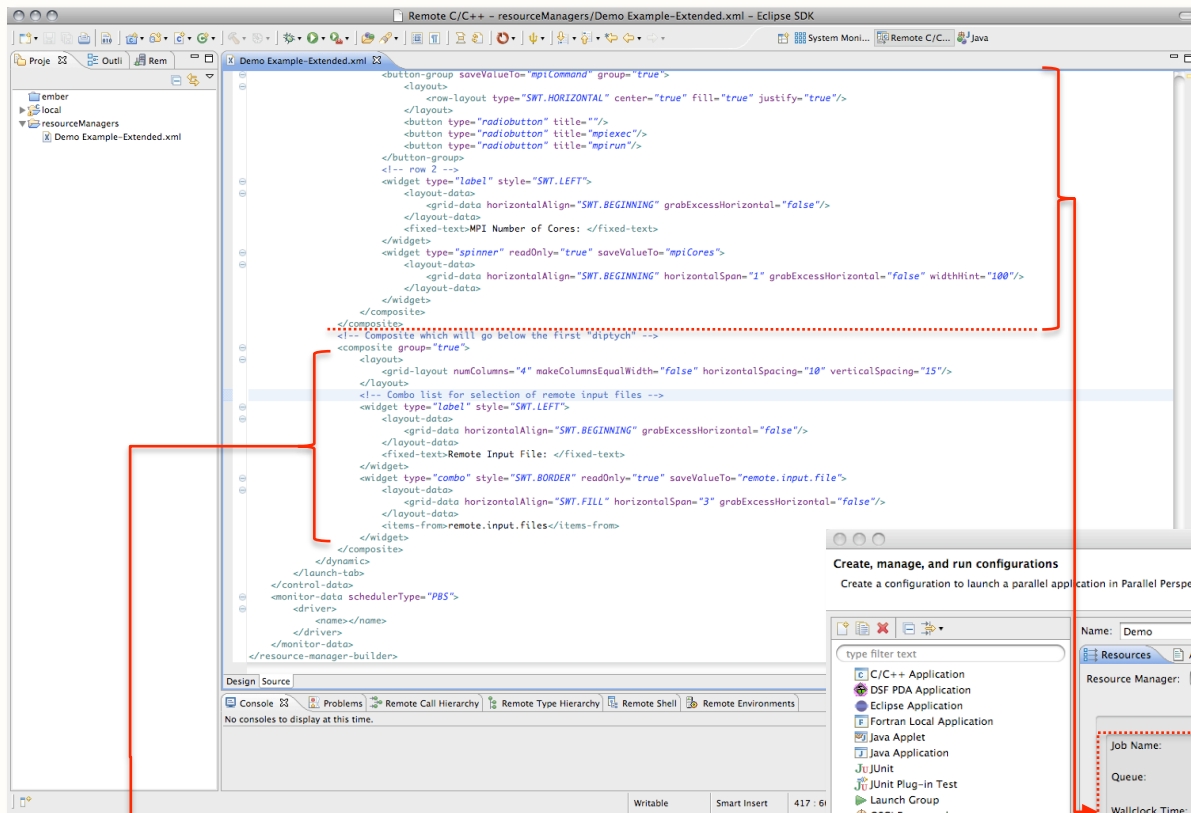 Remote C/C++ - resourceManagers/Demo Example-Extended.xml - Eclipse SDK
System Moni... Remote C/C... Java
Proje Outli Rem
Demo Example-Extended.xml
ember
local
resourceManagers
Demo Example-Extended.xml
<button-group saveValueTo="mpiCommand" group="true">
<layout>
<row-layout type="SWT.HORIZONTAL" center="true" fill="true" justify="true"/>
</layout>
<button type="radiobutton" title=""/>
<button type="radiobutton" title="mpiexec"/>
<button type="radiobutton" title="mpirun"/>
</button-group>
<!-- row 2 -->
<widget type="label" style="SWT.LEFT">
<layout-data>
<grid-data horizontalAlign="SWT.BEGINNING" grabExcessHorizontal="false"/>
</layout-data>
<fixed-text>MPI Number of Cores: </fixed-text>
</widget>
<widget type="spinner" readOnly="true" saveValueTo="mpiCores">
<layout-data>
<grid-data horizontalAlign="SWT.BEGINNING" horizontalSpan="1" grabExcessHorizontal="false" widthHint="100"/>
</layout-data>
</widget>
</composite>
</composite>
<!-- Composite which will go below the first "diptych" -->
<composite group="true">
<layout>
<grid-layout numColumns="4" makeColumnsEqualWidth="false" horizontalSpacing="10" verticalSpacing="15"/>
</layout>
<!-- Combo list for selection of remote input files -->
<widget type="label" style="SWT.LEFT">
<layout-data>
<grid-data horizontalAlign="SWT.BEGINNING" grabExcessHorizontal="false"/>
</layout-data>
<fixed-text>Remote Input File: </fixed-text>
</widget>
<widget type="combo" style="SWT.BORDER" readOnly="true" saveValueTo="remote.input.file">
<layout-data>
<grid-data horizontalAlign="SWT.FILL" horizontalSpan="3" grabExcessHorizontal="false"/>
</layout-data>
<items-from>remote.input.files</items-from>
</widget>
</composite>
</dynamic>
</launch-tab>
</control-data>
<monitor-data schedulerType="PBS">
<driver>
<name></name>
</driver>
</monitor-data>
</resource-manager-builder>
Design Source
Console Problems Remote Call Hierarchy Remote Type Hierarchy Remote Shell Remote Environments
No consoles to display at this time.
Writable Smart Insert 417 :
Create, manage, and run configurations
Create a configuration to launch a parallel application in Parallel
type filter text
C/C++ Application
DSF PDA Application
Eclipse Application
Fortran Local Application
Java Applet
Java Application
JUnit
JUnit Plug-in Test
Launch Group
Name: Demo
Resources
Resource Manager:
Job Name:
Queue:
Wallclock Time: